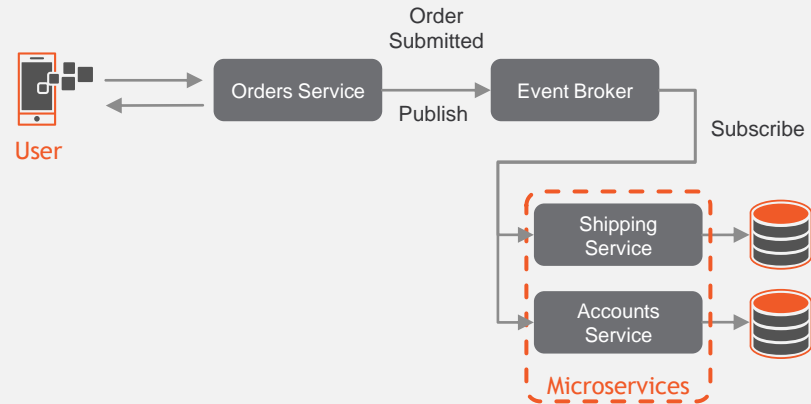 Order
Submitted
Orders Service
Event Broker
Publish
User
Subscribe
Shipping
Service
Accounts
Service
Microservices